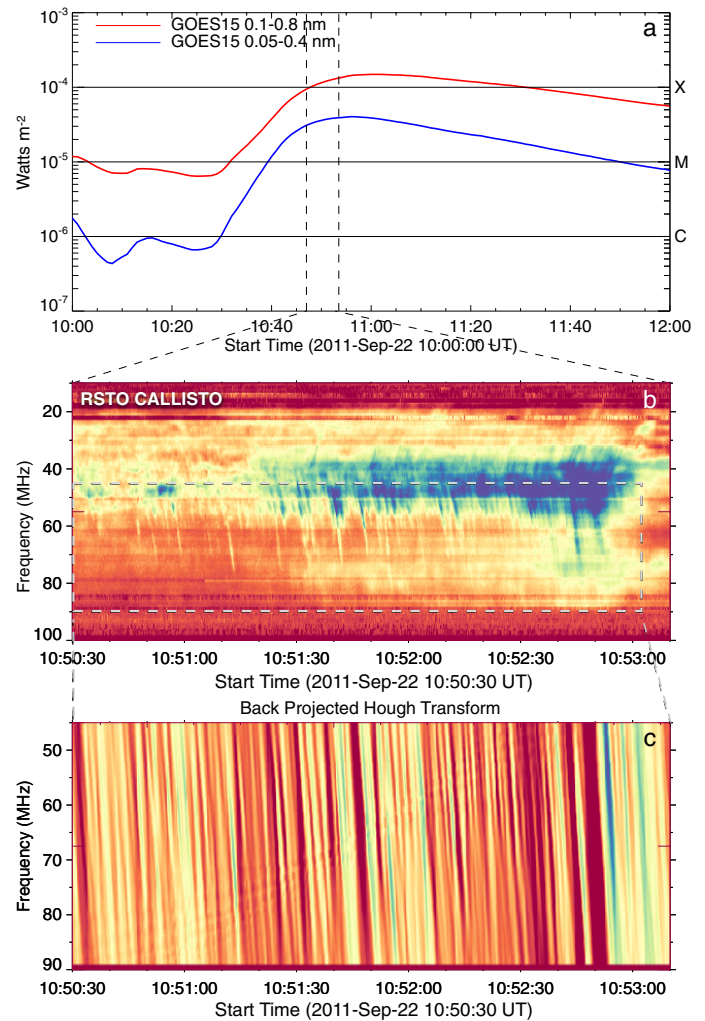 a
GOES15 0.1-0.8 nm
GOES15 0.05-0.4 nm
10^-3
10^-4
10^-5
10^-6
10^-7
Watts m^-2
X
M
C
10:00 10:20 10:40 11:00 11:20 11:40 12:00
Start Time (2011-Sep-22 10:00:00 UT)
RSTO CALLISTO
b
20
40
60
80
100
Frequency (MHz)
10:50:30 10:51:00 10:51:30 10:52:00 10:52:30 10:53:00
Start Time (2011-Sep-22 10:50:30 UT)
Back Projected Hough Transform
c
50
60
70
80
90
Frequency (MHz)
10:50:30 10:51:00 10:51:30 10:52:00 10:52:30 10:53:00
Start Time (2011-Sep-22 10:50:30 UT)